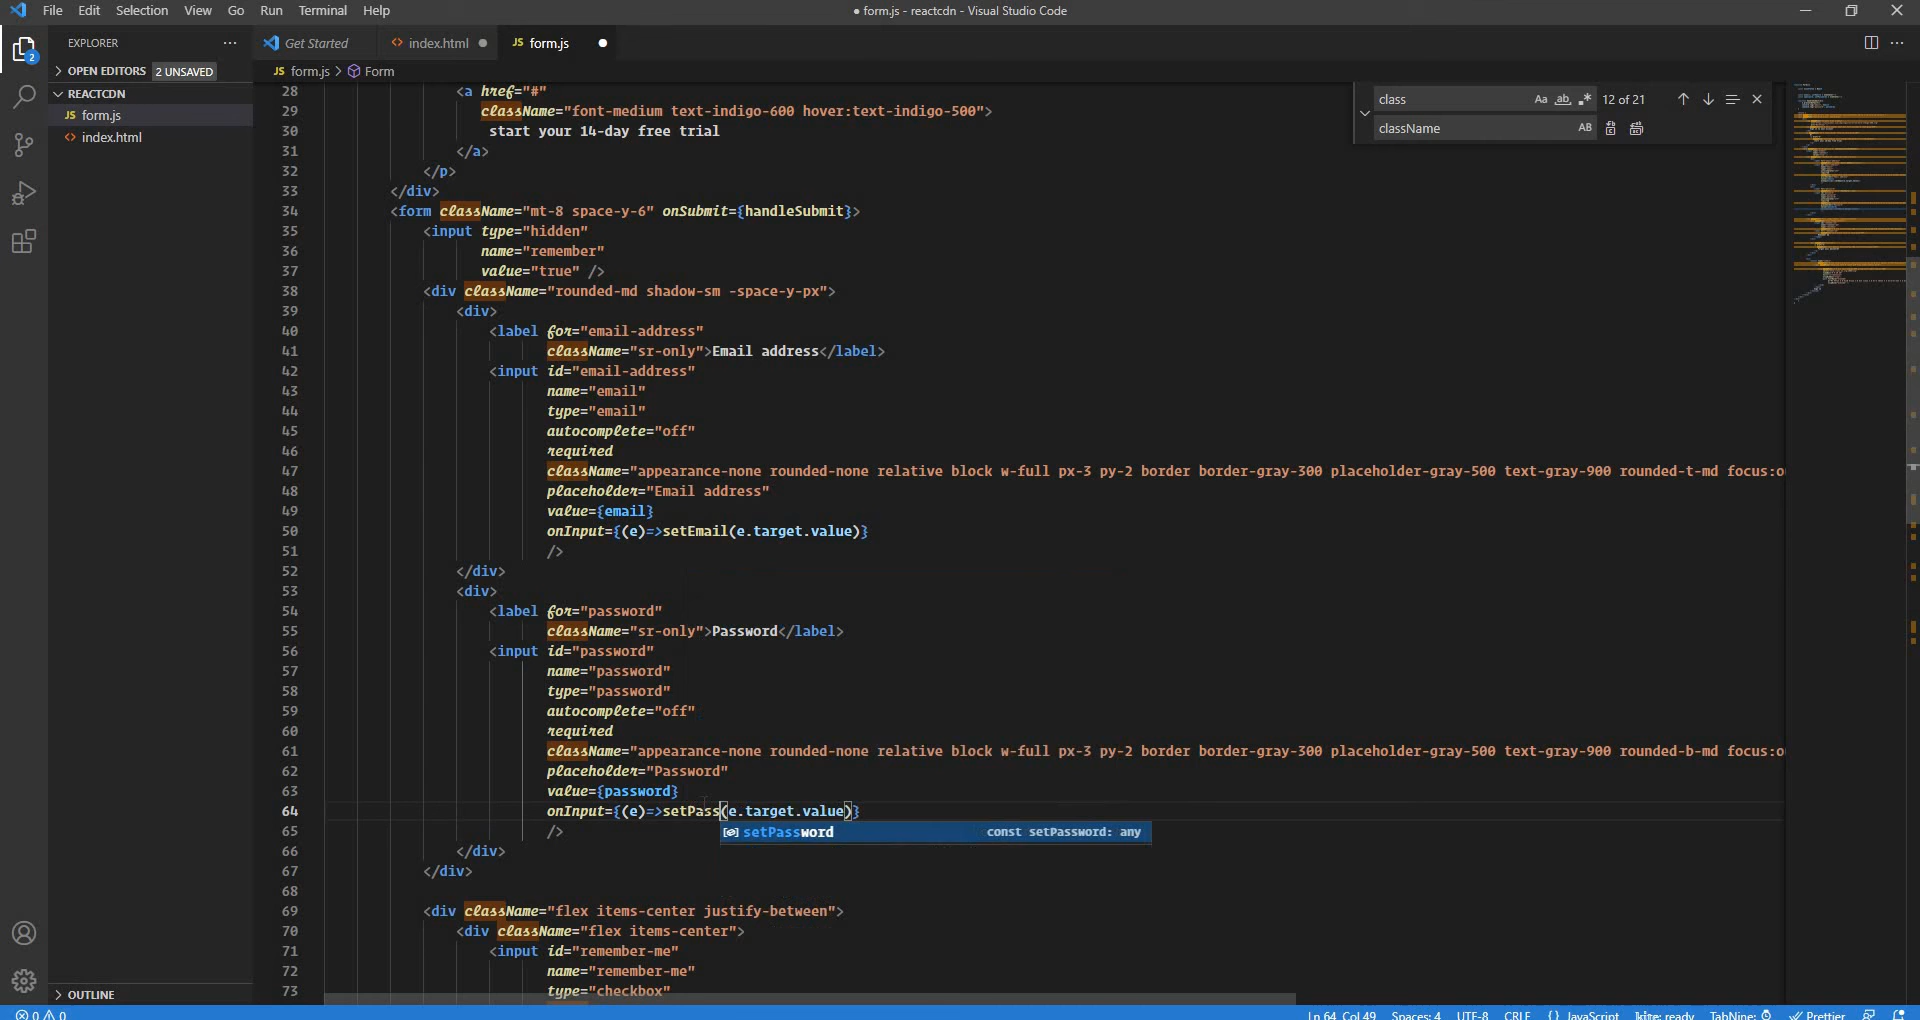 File Edit Selection View Go Run Terminal Help
● form.js - reactcdn - Visual Studio Code
EXPLORER
Get Started
index.html
JS form.js
OPEN EDITORS 2 UNSAVED
JS form.js > Form
REACTCDN
JS form.js
index.html
2
class Aa ab 12 of 21
className AB
28 <a href="#"
29 className="font-medium text-indigo-600 hover:text-indigo-500">
30 start your 14-day free trial
31 </a>
32 </p>
33 </div>
34 <form className="mt-8 space-y-6" onSubmit={handleSubmit}>
35 <input type="hidden"
36 name="remember"
37 value="true" />
38 <div className="rounded-md shadow-sm -space-y-px">
39 <div>
40 <label for="email-address"
41 className="sr-only">Email address</label>
42 <input id="email-address"
43 name="email"
44 type="email"
45 autocomplete="off"
46 required
47 className="appearance-none rounded-none relative block w-full px-3 py-2 border border-gray-300 placeholder-gray-500 text-gray-900 rounded-t-md focus:o
48 placeholder="Email address"
49 value={email}
50 onInput={(e)=>setEmail(e.target.value)}
51 />
52 </div>
53 <div>
54 <label for="password"
55 className="sr-only">Password</label>
56 <input id="password"
57 name="password"
58 type="password"
59 autocomplete="off"
60 required
61 className="appearance-none rounded-none relative block w-full px-3 py-2 border border-gray-300 placeholder-gray-500 text-gray-900 rounded-b-md focus:o
62 placeholder="Password"
63 value={password}
64 onInput={(e)=>setPass(e.target.value)}
65 />
setPassword const setPassword: any
66 </div>
67 </div>
68
69 <div className="flex items-center justify-between">
70 <div className="flex items-center">
71 <input id="remember-me"
72 name="remember-me"
73 type="checkbox"
OUTLINE
0 0
Ln 64, Col 49 Spaces: 4 UTF-8 CRLF {} JavaScript kite: ready TabNine: Prettier